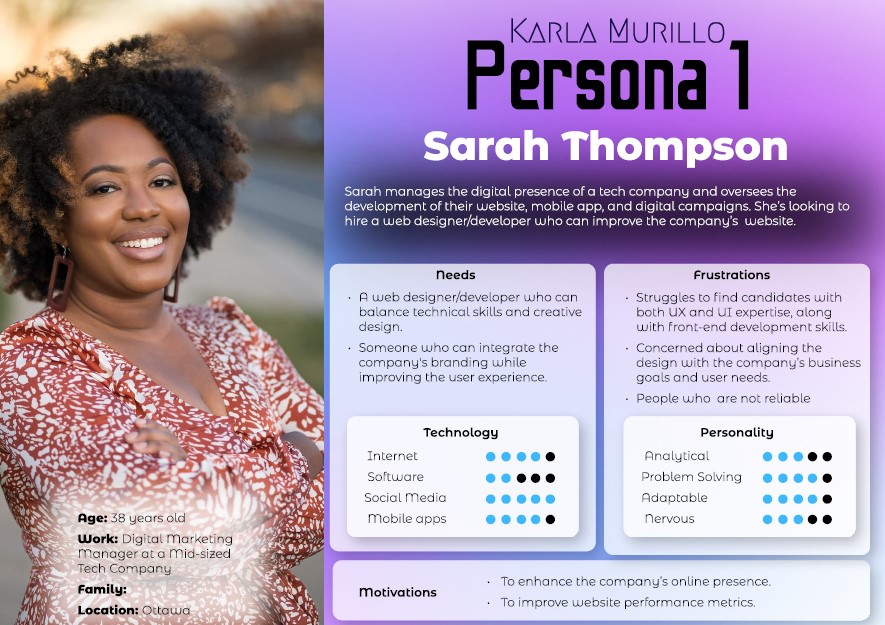 KARLA MURILLO
Persona 1
Sarah Thompson
Sarah manages the digital presence of a tech company and oversees the
development of their website, mobile app, and digital campaigns. She's looking to
hire a web designer/developer who can improve the company's website.
Needs
· A web designer/developer who can
balance technical skills and creative
design.
· Someone who can integrate the
company's branding while
improving the user experience.
Frustrations
· Struggles to find candidates with
both UX and UI expertise, along
with front-end development skills.
· Concerned about aligning the
design with the company's business
goals and user needs.
· People who are not reliable
Technology
Internet
Software
Social Media
Mobile apps
Personality
Analytical
Problem Solving
Adaptable
Nervous
Age: 38 years old
Work: Digital Marketing
Manager at a Mid-sized
Tech Company
Family:
Location: Ottawa
Motivations
· To enhance the company's online presence.
· To improve website performance metrics.